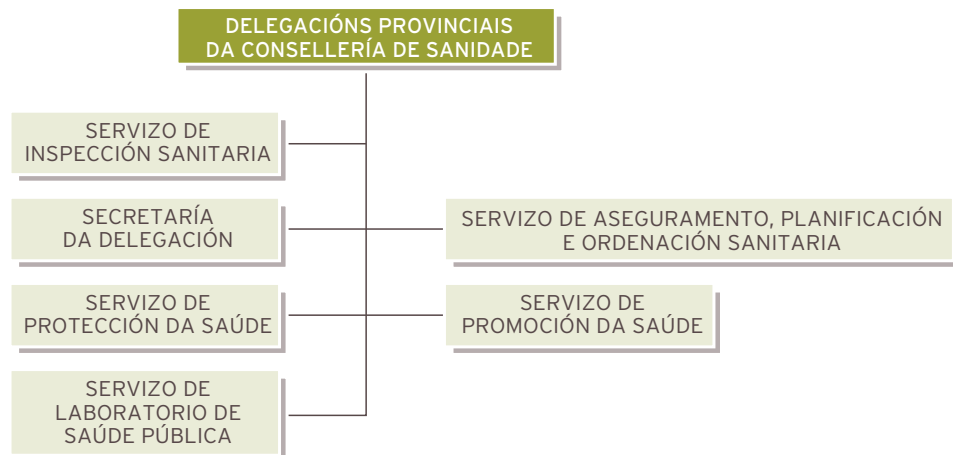 DELEGACIÓNS PROVINCIAIS
DA CONSELLERÍA DE SANIDADE
SERVIZO DE
INSPECCIÓN SANITARIA
SECRETARÍA
DA DELEGACIÓN
SERVIZO DE ASEGURAMENTO, PLANIFICACIÓN
E ORDENACIÓN SANITARIA
SERVIZO DE
PROTECCIÓN DA SAÚDE
SERVIZO DE
PROMOCIÓN DA SAÚDE
SERVIZO DE
LABORATORIO DE
SAÚDE PÚBLICA